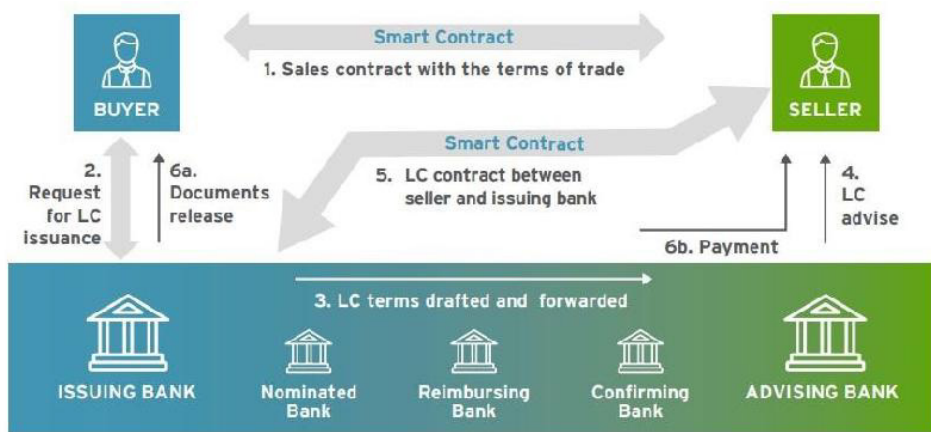 Smart Contract
1. Sales contract with the terms of trade
BUYER
SELLER
Smart Contract
5. LC contract between
seller and issuing bank
2.
Request
for LC
issuance
6a.
Documents
release
4.
LC
advise
6b. Payment
3. LC terms drafted and forwarded
ISSUING BANK
Nominated
Bank
Reimbursing
Bank
Confirming
Bank
ADVISING BANK